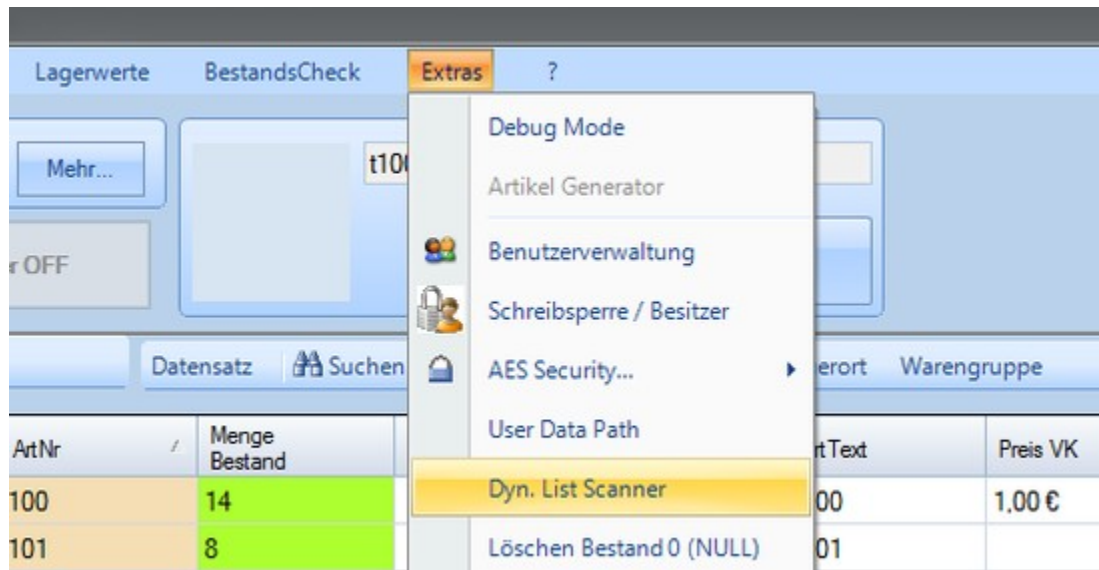 Lagerwerte BestandsCheck Extras ?
Debug Mode
Mehr... t100
Artikel Generator
Benutzerverwaltung
r OFF
Schreibsperre / Besitzer
Datensatz Suchen AES Security... erort Warengruppe
User Data Path
ArtNr Menge Bestand rtText Preis VK
Dyn. List Scanner
100 14 00 1,00 €
Löschen Bestand 0 (NULL)
101 8 01